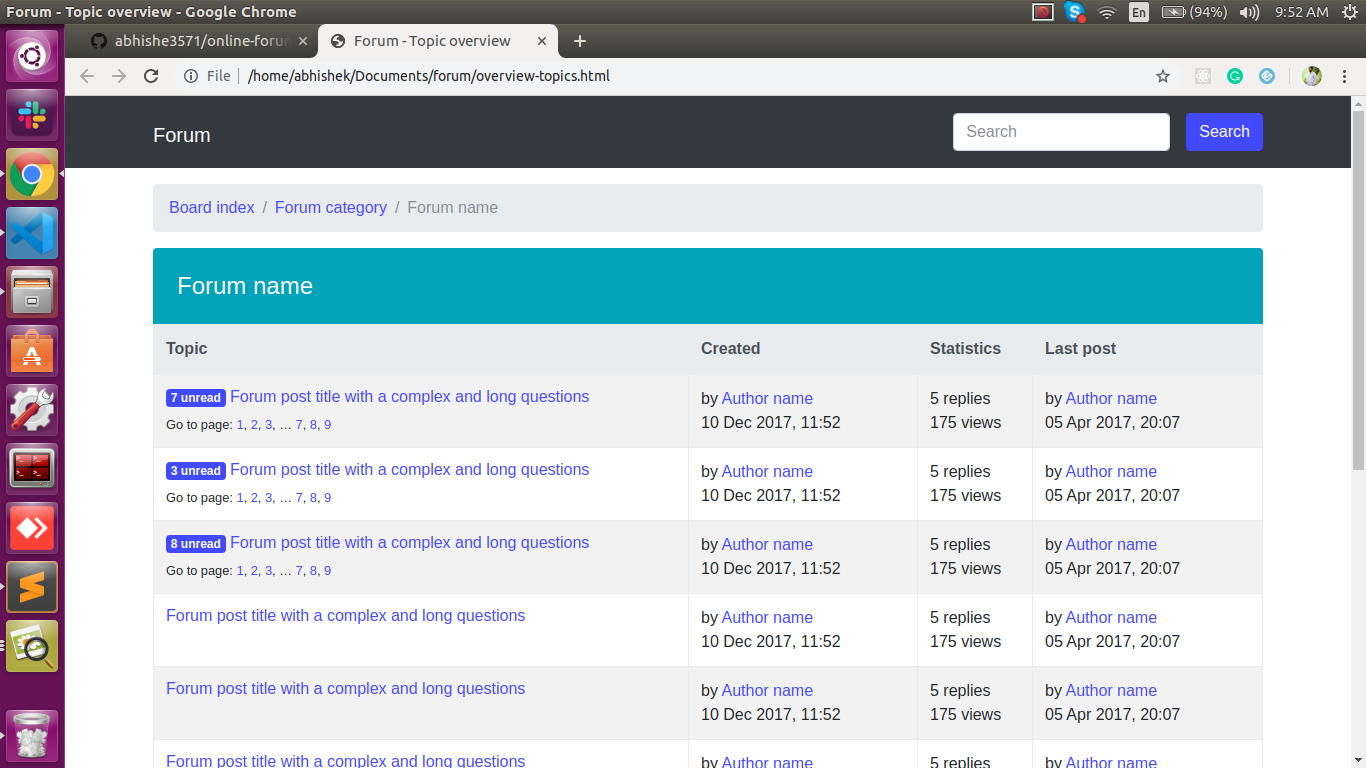 Forum - Topic overview - Google Chrome
En
(94%)
9:52 AM
abhishe3571/online-foru
Forum - Topic overview
File
/home/abhishek/Documents/forum/overview-topics.html
Forum
Search
Search
Board index / Forum category / Forum name
Forum name
Topic Created Statistics Last post
7 unread Forum post title with a complex and long questions
Go to page: 1, 2, 3, ... 7, 8, 9
by Author name
10 Dec 2017, 11:52
5 replies
175 views
by Author name
05 Apr 2017, 20:07
3 unread Forum post title with a complex and long questions
Go to page: 1, 2, 3, ... 7, 8, 9
by Author name
10 Dec 2017, 11:52
5 replies
175 views
by Author name
05 Apr 2017, 20:07
8 unread Forum post title with a complex and long questions
Go to page: 1, 2, 3, ... 7, 8, 9
by Author name
10 Dec 2017, 11:52
5 replies
175 views
by Author name
05 Apr 2017, 20:07
Forum post title with a complex and long questions
by Author name
10 Dec 2017, 11:52
5 replies
175 views
by Author name
05 Apr 2017, 20:07
Forum post title with a complex and long questions
by Author name
10 Dec 2017, 11:52
5 replies
175 views
by Author name
05 Apr 2017, 20:07
Forum post title with a complex and long questions
by Author name
5 replies
by Author name